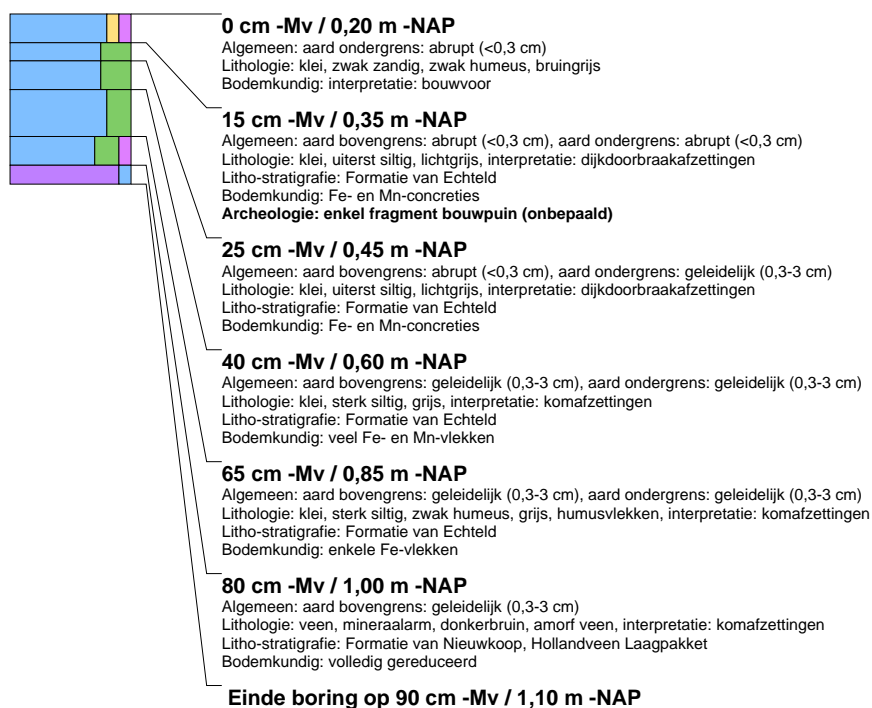 0 cm -Mv / 0,20 m -NAP
Algemeen: aard ondergrens: abrupt (<0,3 cm)
Lithologie: klei, zwak zandig, zwak humeus, bruingrijs
Bodemkundig: interpretatie: bouwvoor
15 cm -Mv / 0,35 m -NAP
Algemeen: aard bovengrens: abrupt (<0,3 cm), aard ondergrens: abrupt (<0,3 cm)
Lithologie: klei, uiterst siltig, lichtgrijs, interpretatie: dijkdoorbraakafzettingen
Litho-stratigrafie: Formatie van Echteld
Bodemkundig: Fe- en Mn-concreties
Archeologie: enkel fragment bouwpuin (onbepaald)
25 cm -Mv / 0,45 m -NAP
Algemeen: aard bovengrens: abrupt (<0,3 cm), aard ondergrens: geleidelijk (0,3-3 cm)
Lithologie: klei, uiterst siltig, lichtgrijs, interpretatie: dijkdoorbraakafzettingen
Litho-stratigrafie: Formatie van Echteld
Bodemkundig: Fe- en Mn-concreties
40 cm -Mv / 0,60 m -NAP
Algemeen: aard bovengrens: geleidelijk (0,3-3 cm), aard ondergrens: geleidelijk (0,3-3 cm)
Lithologie: klei, sterk siltig, grijs, interpretatie: komafzettingen
Litho-stratigrafie: Formatie van Echteld
Bodemkundig: veel Fe- en Mn-vlekken
65 cm -Mv / 0,85 m -NAP
Algemeen: aard bovengrens: geleidelijk (0,3-3 cm), aard ondergrens: geleidelijk (0,3-3 cm)
Lithologie: klei, sterk siltig, zwak humeus, grijs, humusvlekken, interpretatie: komafzettingen
Litho-stratigrafie: Formatie van Echteld
Bodemkundig: enkele Fe-vlekken
80 cm -Mv / 1,00 m -NAP
Algemeen: aard bovengrens: geleidelijk (0,3-3 cm)
Lithologie: veen, mineraalarm, donkerbruin, amorf veen, interpretatie: komafzettingen
Litho-stratigrafie: Formatie van Nieuwkoop, Hollandveen Laagpakket
Bodemkundig: volledig gereduceerd
Einde boring op 90 cm -Mv / 1,10 m -NAP